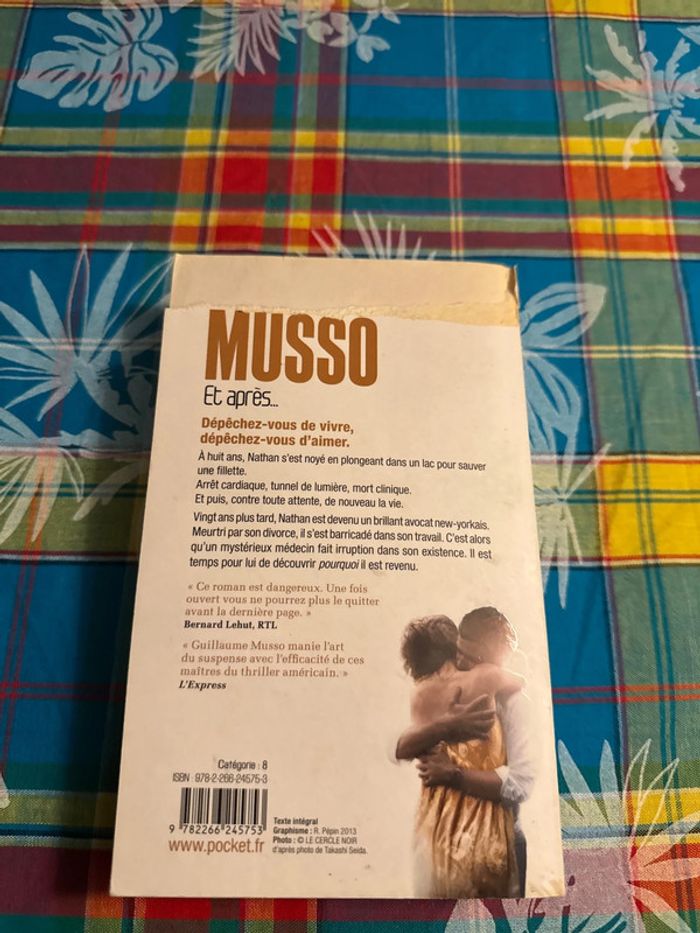 MUSSO
Et après...
Dépêchez-vous de vivre,
dépêchez-vous d'aimer.
À huit ans, Nathan s'est noyé en plongeant dans un lac pour sauver
une fillette.
Arrêt cardiaque, tunnel de lumière, mort clinique.
Et puis, contre toute attente, de nouveau la vie.
Vingt ans plus tard, Nathan est devenu un brillant avocat new-yorkais.
Meurtri par son divorce, il s'est barricadé dans son travail. C'est alors
qu'un mystérieux médecin fait irruption dans son existence. Il est
temps pour lui de découvrir pourquoi il est revenu.
« Ce roman est dangereux. Une fois
ouvert vous ne pourrez plus le quitter
avant la dernière page. »
Bernard Lehut, RTL
« Guillaume Musso manie l'art
du suspense avec l'efficacité de ces
maîtres du thriller américain. »
L'Express
Catégorie : 8
ISBN : 978-2-266-24575-3
9 782266 245753
www.pocket.fr
Texte intégral
Graphisme : R. Pépin 2013
Photo : © LE CERCLE NOIR
d'après photo de Takashi Seida.